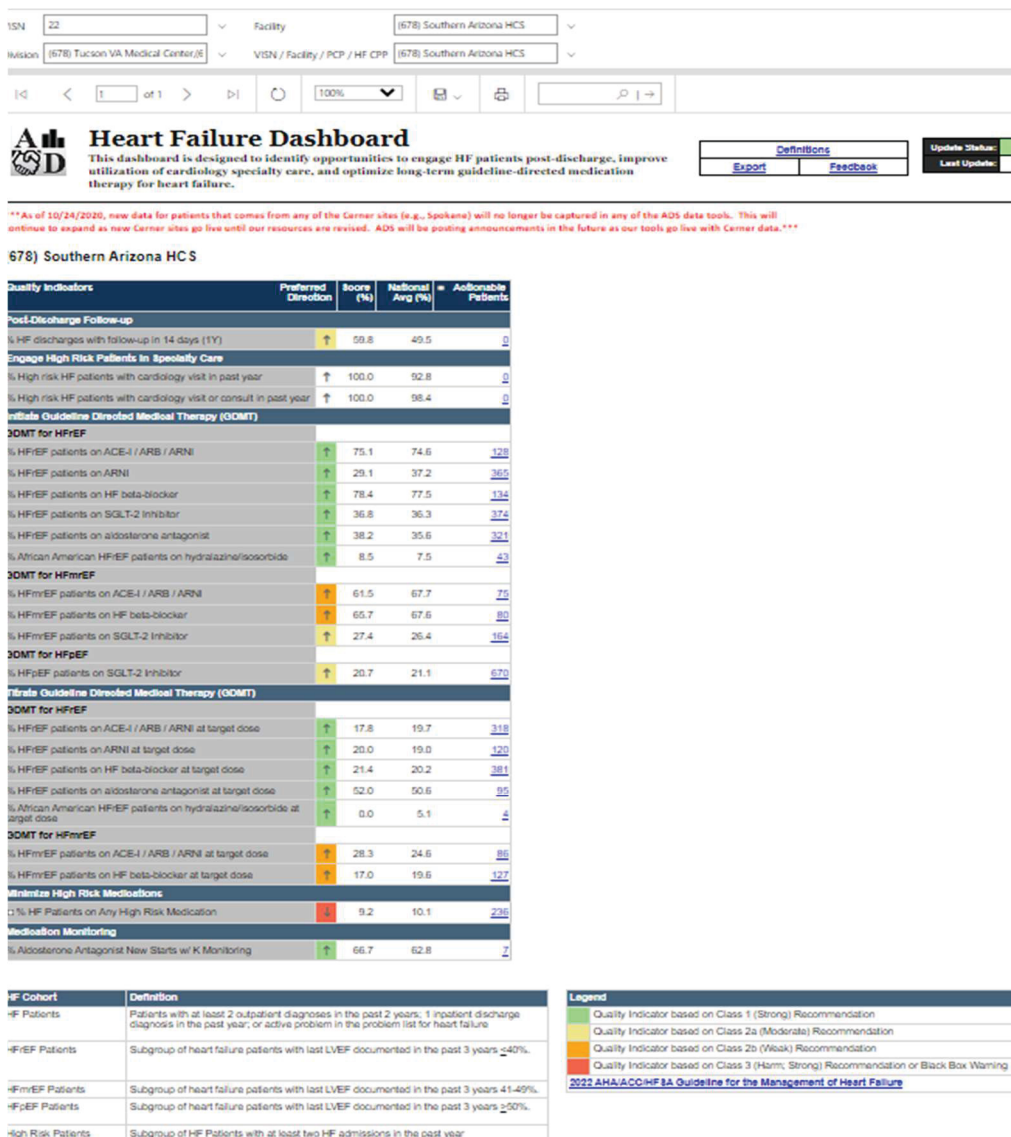 22
Facility
(678) Southern Arizona HCS
(678) Tucson VA Medical Center,(6
VISN / Facility / PCP / HF CPP
(678) Southern Arizona HCS
1 of 1
100%
Heart Failure Dashboard
This dashboard is designed to identify opportunities to engage HF patients post-discharge, improve
utilization of cardiology specialty care, and optimize long-term guideline-directed medication
therapy for heart failure.
Definitions
Export Feedback
Update Status:
Last Update:
***As of 10/24/2020, new data for patients that comes from any of the Cerner sites (e.g., Spokane) will no longer be captured in any of the ADS data tools. This will
ontinue to expand as new Cerner sites go live until our resources are revised. ADS will be posting announcements in the future as our tools go live with Cerner data.***
(678) Southern Arizona HCS
Quality Indicators Preferred Direction Score (%) National Avg (%) Actionable Patients
Post-Discharge Follow-up
% HF discharges with follow-up in 14 days (1Y) ↑ 59.8 49.5 0
Engage High Risk Patients in Specialty Care
% High risk HF patients with cardiology visit in past year ↑ 100.0 92.8 0
% High risk HF patients with cardiology visit or consult in past year ↑ 100.0 98.4 0
Initiate Guideline Directed Medical Therapy (GDMT)
GDMT for HFrEF
% HFrEF patients on ACE-I / ARB / ARNI ↑ 75.1 74.6 128
% HFrEF patients on ARNI ↑ 29.1 37.2 365
% HFrEF patients on HF beta-blocker ↑ 78.4 77.5 134
% HFrEF patients on SGLT-2 Inhibitor ↑ 36.8 36.3 374
% HFrEF patients on aldosterone antagonist ↑ 38.2 35.6 321
% African American HFrEF patients on hydralazine/isosorbide ↑ 8.5 7.5 43
GDMT for HFmrEF
% HFmrEF patients on ACE-I / ARB / ARNI ↑ 61.5 67.7 75
% HFmrEF patients on HF beta-blocker ↑ 65.7 67.6 80
% HFmrEF patients on SGLT-2 Inhibitor ↑ 27.4 26.4 164
GDMT for HFpEF
% HFpEF patients on SGLT-2 Inhibitor ↑ 20.7 21.1 670
Titrate Guideline Directed Medical Therapy (GDMT)
GDMT for HFrEF
% HFrEF patients on ACE-I / ARB / ARNI at target dose ↑ 17.8 19.7 318
% HFrEF patients on ARNI at target dose ↑ 20.0 19.0 120
% HFrEF patients on HF beta-blocker at target dose ↑ 21.4 20.2 381
% HFrEF patients on aldosterone antagonist at target dose ↑ 52.0 50.6 95
% African American HFrEF patients on hydralazine/isosorbide at
target dose ↑ 0.0 5.1 4
GDMT for HFmrEF
% HFmrEF patients on ACE-I / ARB / ARNI at target dose ↑ 28.3 24.6 86
% HFmrEF patients on HF beta-blocker at target dose ↑ 17.0 19.6 127
Minimize High Risk Medications
% HF Patients on Any High Risk Medication ↓ 9.2 10.1 236
Medication Monitoring
% Aldosterone Antagonist New Starts w/ K Monitoring ↑ 66.7 62.8 7
HF Cohort Definition
HF Patients Patients with at least 2 outpatient diagnoses in the past 2 years; 1 inpatient discharge
diagnosis in the past year; or active problem in the problem list for heart failure
HFrEF Patients Subgroup of heart failure patients with last LVEF documented in the past 3 years ≤40%.
HFmrEF Patients Subgroup of heart failure patients with last LVEF documented in the past 3 years 41-49%.
HFpEF Patients Subgroup of heart failure patients with last LVEF documented in the past 3 years ≥50%.
High Risk Patients Subgroup of HF Patients with at least two HF admissions in the past year
Legend
Quality Indicator based on Class 1 (Strong) Recommendation
Quality Indicator based on Class 2a (Moderate) Recommendation
Quality Indicator based on Class 2b (Weak) Recommendation
Quality Indicator based on Class 3 (Harm; Strong) Recommendation or Black Box Warning
2022 AHA/ACC/HFSA Guideline for the Management of Heart Failure